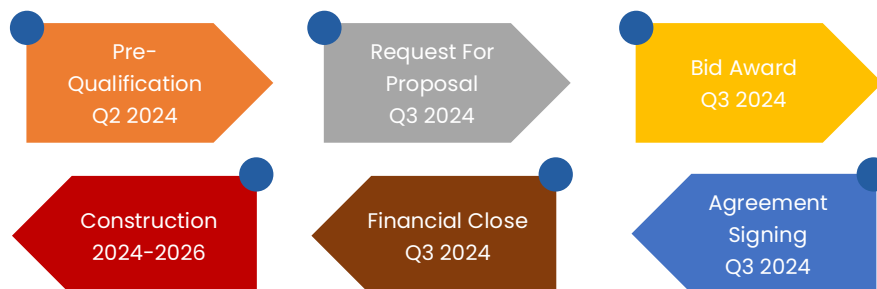 Pre-
Qualification
Q2 2024
Request For
Proposal
Q3 2024
Bid Award
Q3 2024
Construction
2024-2026
Financial Close
Q3 2024
Agreement
Signing
Q3 2024